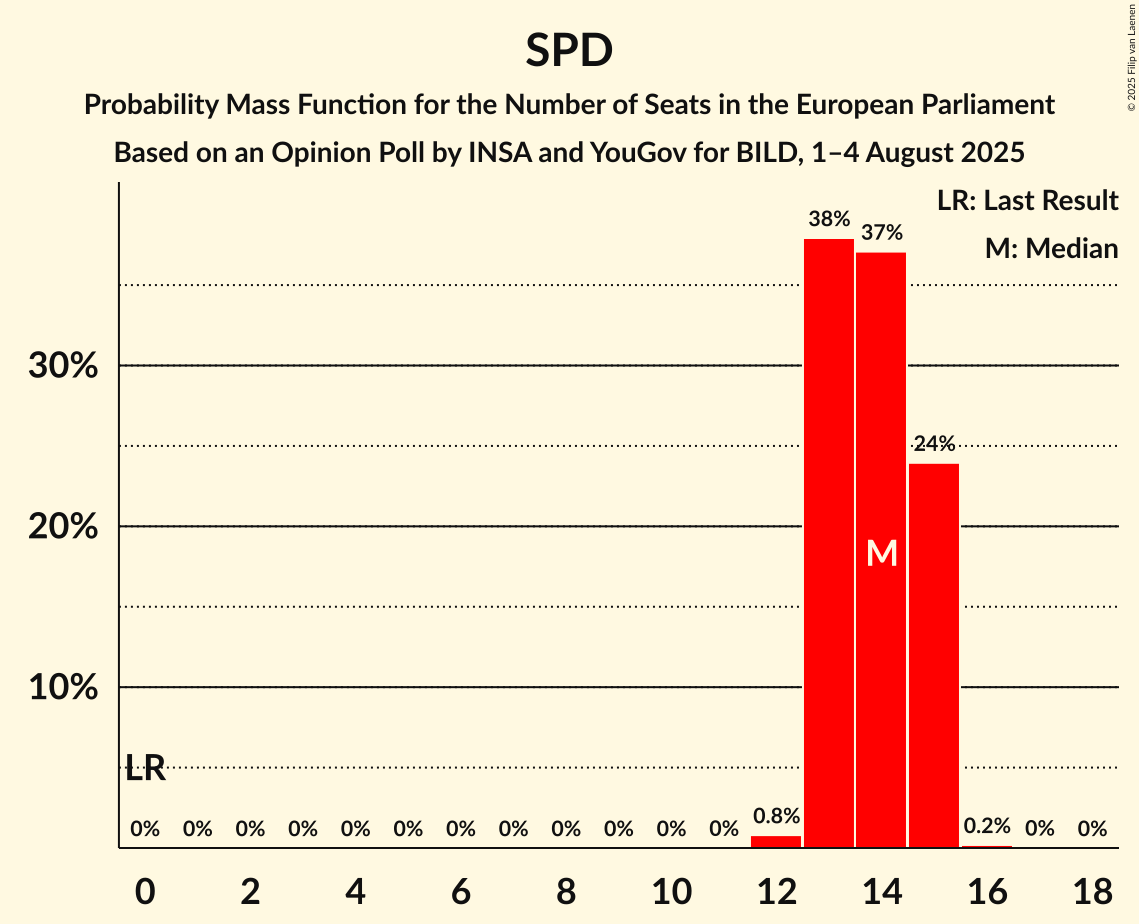 SPD
Probability Mass Function for the Number of Seats in the European Parliament
Based on an Opinion Poll by INSA and YouGov for BILD, 1–4 August 2025
© 2025 Filip van Laenen
LR: Last Result
M: Median
38%
37%
30%
24%
20%
M
10%
LR
0% 0% 0% 0% 0% 0% 0% 0% 0% 0% 0% 0% 0.8% 0.2% 0% 0%
0 2 4 6 8 10 12 14 16 18